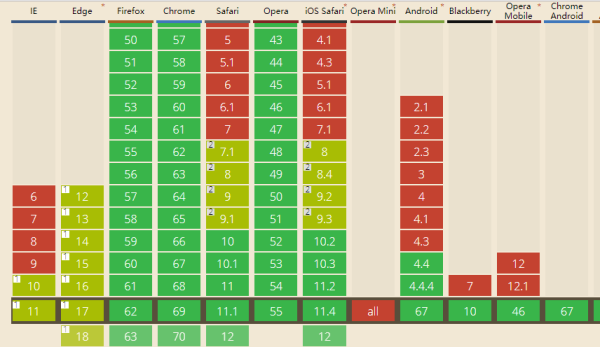 IE Edge * Firefox Chrome Safari Opera iOS Safari * Opera Mini * Android * Blackberry Opera Mobile * Chrome Android
50 57 5 43 4.1
51 58 5.1 44 4.3
52 59 6 45 5.1
53 60 6.1 46 6.1 2.1
54 61 7 47 7.1 2.2
55 62 2 7.1 48 2 8 2.3
56 63 2 8 49 2 8.4 3
6 1 12 57 64 2 9 50 2 9.2 4
7 1 13 58 65 2 9.1 51 2 9.3 4.1
8 1 14 59 66 10 52 10.2 4.3
9 1 15 60 67 10.1 53 10.3 4.4 12
1 10 1 16 61 68 11 54 11.2 4.4.4 7 12.1
1 11 1 17 62 69 11.1 55 11.4 all 67 10 46 67
1 18 63 70 12 12